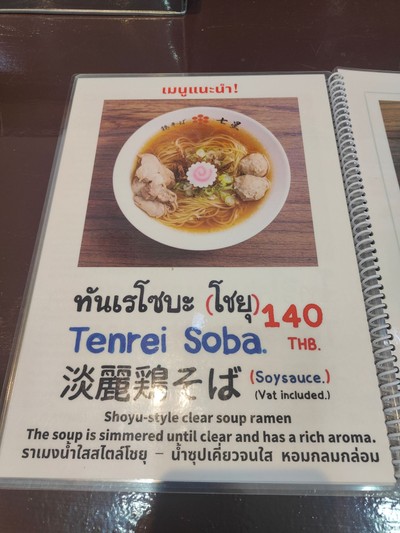 เมนูแนะนำ!
七星
ทันเรโซบะ (โชยุ) 140
Tenrei Soba. THB.
淡麗鶏そば (Soysauce.)
(Vat included.)
Shoyu-style clear soup ramen
The soup is simmered until clear and has a rich aroma.
ราเมงน้ำใสสไตล์โชยุ – น้ำซุปเคี่ยวจนใส หอมกลมกล่อม